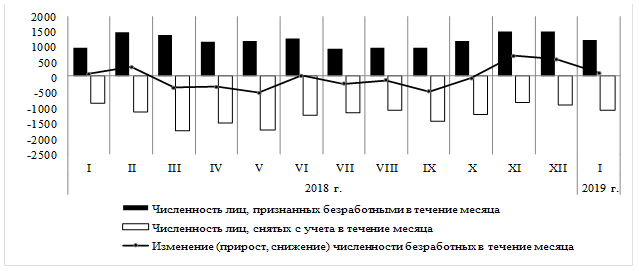 2000
1500
1000
500
0
-500
-1000
-1500
-2000
-2500
I II III IV V VI VII VIII IX X XI XII I
2018 г. 2019 г.
Численность лиц, признанных безработными в течение месяца
Численность лиц, снятых с учета в течение месяца
Изменение (прирост, снижение) численности безработных в течение месяца